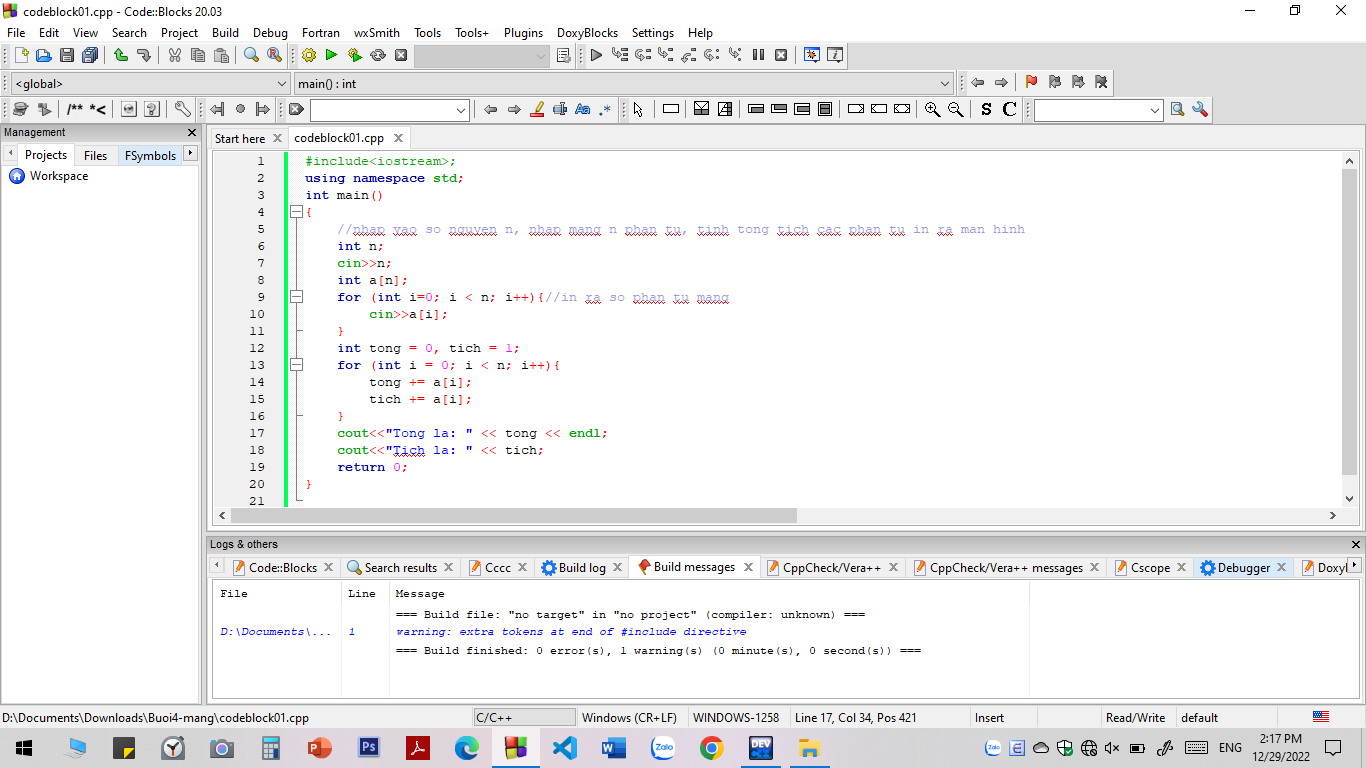 codeblock01.cpp - Code::Blocks 20.03
File Edit View Search Project Build Debug Fortran wxSmith Tools Tools+ Plugins DoxyBlocks Settings Help
<global> main() : int
/** *< Aa .* S C
Management
Projects Files FSymbols
Workspace
Start here codeblock01.cpp
1 #include<iostream>;
2 using namespace std;
3 int main()
4 {
5 //nhap vao so nguyen n, nhap mang n phan tu, tinh tong tich cac phan tu in ra man hinh
6 int n;
7 cin>>n;
8 int a[n];
9 for (int i=0; i < n; i++){//in ra so phan tu mang
10 cin>>a[i];
11 }
12 int tong = 0, tich = 1;
13 for (int i = 0; i < n; i++){
14 tong += a[i];
15 tich += a[i];
16 }
17 cout<<"Tong la: " << tong << endl;
18 cout<<"Tich la: " << tich;
19 return 0;
20 }
21
Logs & others
Code::Blocks Search results Cccc Build log Build messages CppCheck/Vera++ CppCheck/Vera++ messages Cscope Debugger Doxyl
File Line Message
=== Build file: "no target" in "no project" (compiler: unknown) ===
D:\Documents\... 1 warning: extra tokens at end of #include directive
=== Build finished: 0 error(s), 1 warning(s) (0 minute(s), 0 second(s)) ===
D:\Documents\Downloads\Buoi4-mang\codeblock01.cpp C/C++ Windows (CR+LF) WINDOWS-1258 Line 17, Col 34, Pos 421 Insert Read/Write default
Zalo DEV Zalo ENG 2:17 PM
12/29/2022